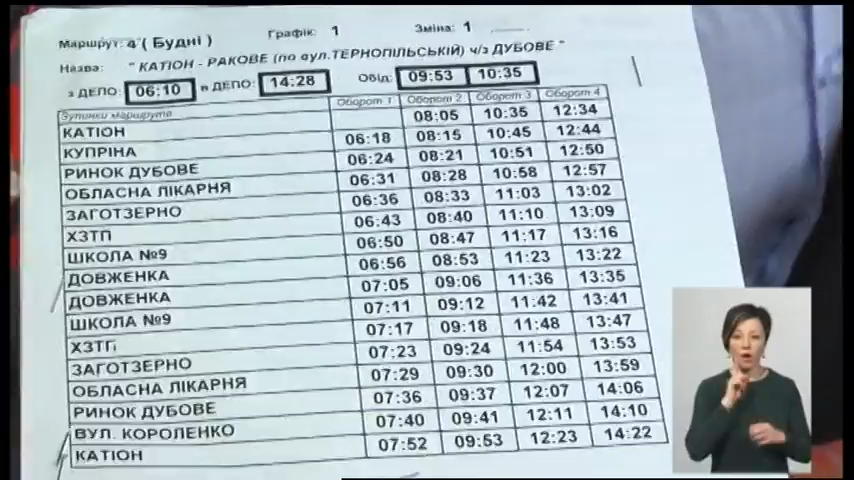 Маршрут: 4 ( Будні ) Графік: 1 Зміна: 1
Назва: " КАТІОН - РАКОВЕ (по вул.ТЕРНОПІЛЬСЬКІЙ) ч/з ДУБОВЕ "
з ДЕПО: 06:10 в ДЕПО: 14:28 Обід: 09:53 10:35
Зупинки маршрута Оборот 1 Оборот 2 Оборот 3 Оборот 4
КАТІОН 08:05 10:35 12:34
КУПРІНА 06:18 08:15 10:45 12:44
РИНОК ДУБОВЕ 06:24 08:21 10:51 12:50
ОБЛАСНА ЛІКАРНЯ 06:31 08:28 10:58 12:57
ЗАГОТЗЕРНО 06:36 08:33 11:03 13:02
ХЗТП 06:43 08:40 11:10 13:09
ШКОЛА №9 06:50 08:47 11:17 13:16
ДОВЖЕНКА 06:56 08:53 11:23 13:22
ДОВЖЕНКА 07:05 09:06 11:36 13:35
ШКОЛА №9 07:11 09:12 11:42 13:41
ХЗТП 07:17 09:18 11:48 13:47
ЗАГОТЗЕРНО 07:23 09:24 11:54 13:53
ОБЛАСНА ЛІКАРНЯ 07:29 09:30 12:00 13:59
РИНОК ДУБОВЕ 07:36 09:37 12:07 14:06
ВУЛ. КОРОЛЕНКО 07:40 09:41 12:11 14:10
КАТІОН 07:52 09:53 12:23 14:22